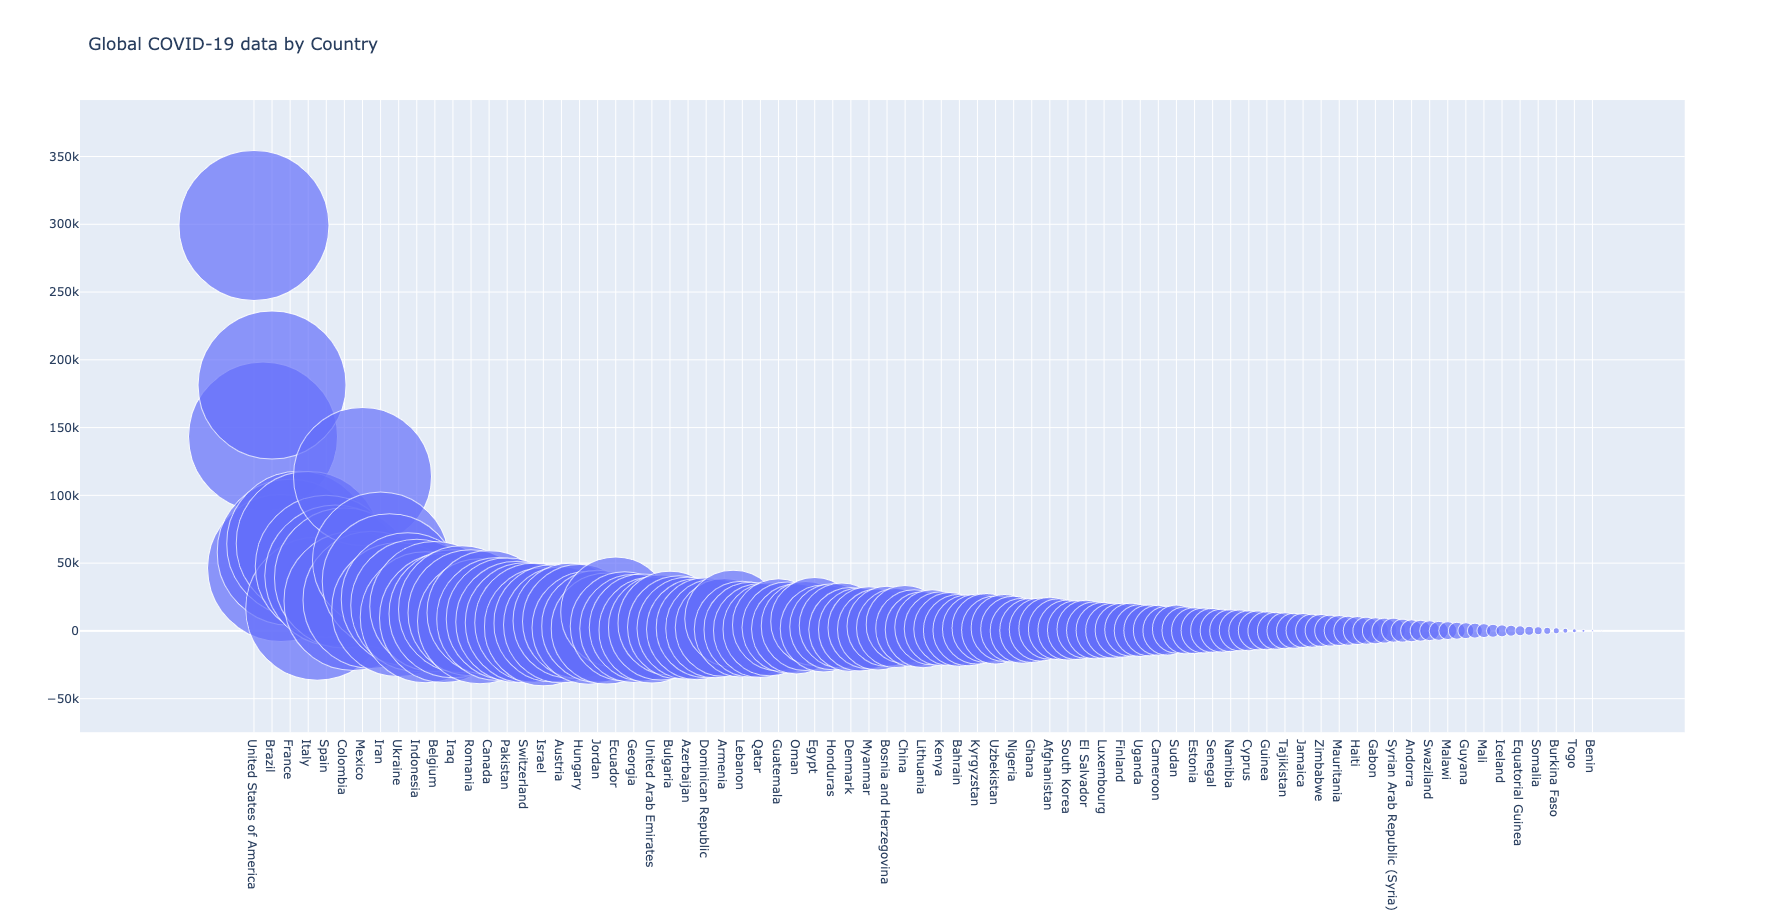 Global COVID-19 data by Country
350k
300k
250k
200k
150k
100k
50k
0
−50k
United States of America
Brazil
France
Italy
Spain
Colombia
Mexico
Iran
Ukraine
Indonesia
Belgium
Iraq
Romania
Canada
Pakistan
Switzerland
Israel
Austria
Hungary
Jordan
Ecuador
Georgia
United Arab Emirates
Bulgaria
Azerbaijan
Dominican Republic
Armenia
Lebanon
Qatar
Guatemala
Oman
Egypt
Honduras
Denmark
Myanmar
Bosnia and Herzegovina
China
Lithuania
Kenya
Bahrain
Kyrgyzstan
Uzbekistan
Nigeria
Ghana
Afghanistan
South Korea
El Salvador
Luxembourg
Finland
Uganda
Cameroon
Sudan
Estonia
Senegal
Namibia
Cyprus
Guinea
Tajikistan
Jamaica
Zimbabwe
Mauritania
Haiti
Gabon
Syrian Arab Republic (Syria)
Andorra
Swaziland
Malawi
Guyana
Mali
Iceland
Equatorial Guinea
Somalia
Burkina Faso
Togo
Benin